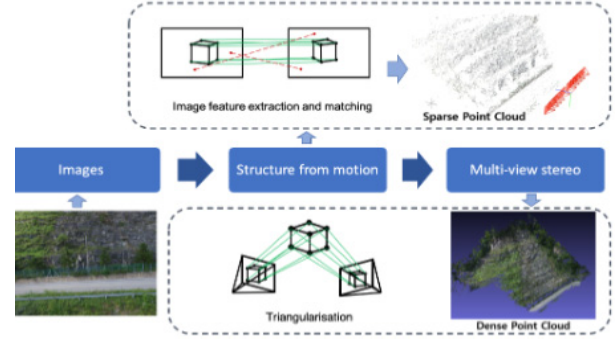 Image feature extraction and matching
Sparse Point Cloud
Images
Structure from motion
Multi-view stereo
Triangularisation
Dense Point Cloud